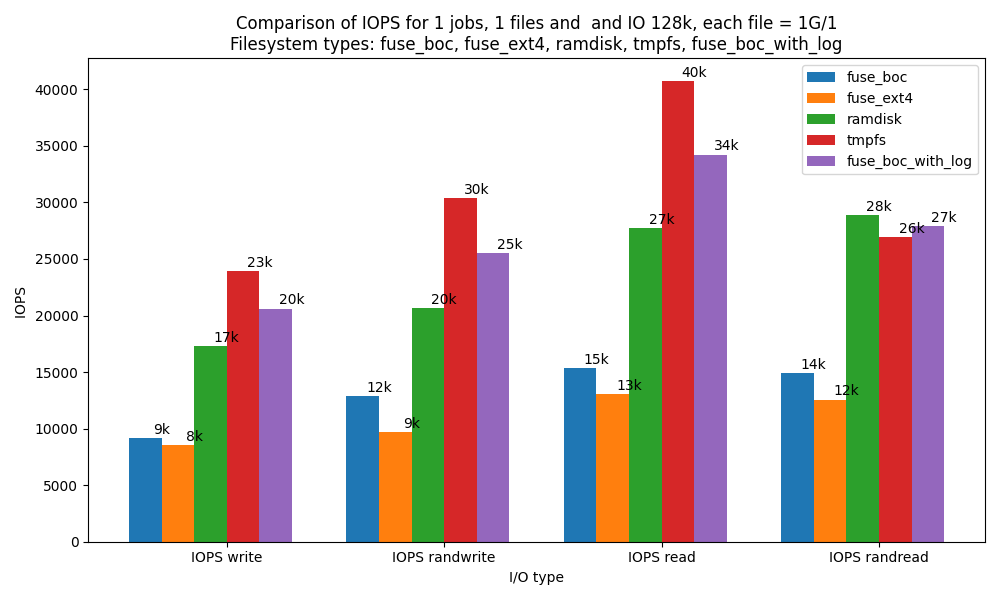 Comparison of IOPS for 1 jobs, 1 files and  and IO 128k, each file = 1G/1
Filesystem types: fuse_boc, fuse_ext4, ramdisk, tmpfs, fuse_boc_with_log
IOPS
40000
35000
30000
25000
20000
15000
10000
5000
0
fuse_boc
fuse_ext4
ramdisk
tmpfs
fuse_boc_with_log
9k
8k
17k
23k
20k
12k
9k
20k
30k
25k
15k
13k
27k
40k
34k
14k
12k
28k
26k
27k
IOPS write
IOPS randwrite
IOPS read
IOPS randread
I/O type